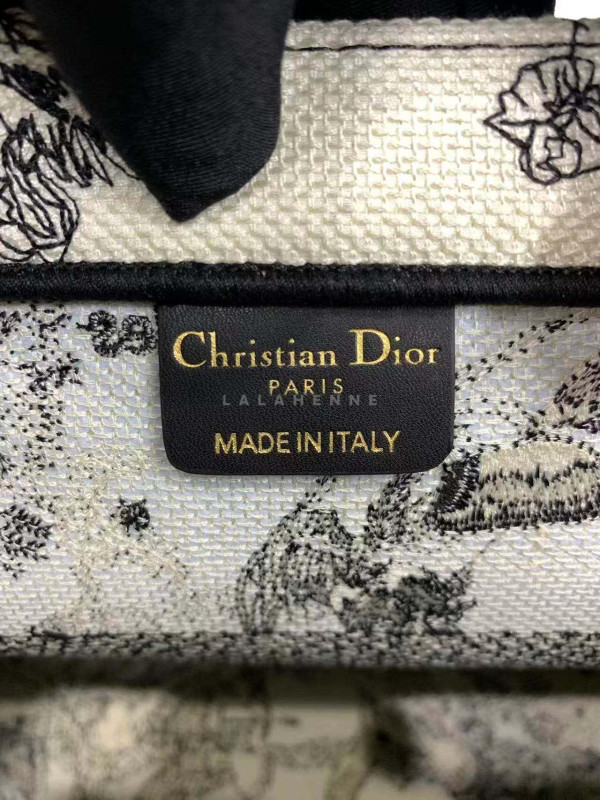 Christian Dior
PARIS
LALAHENNE
MADE IN ITALY